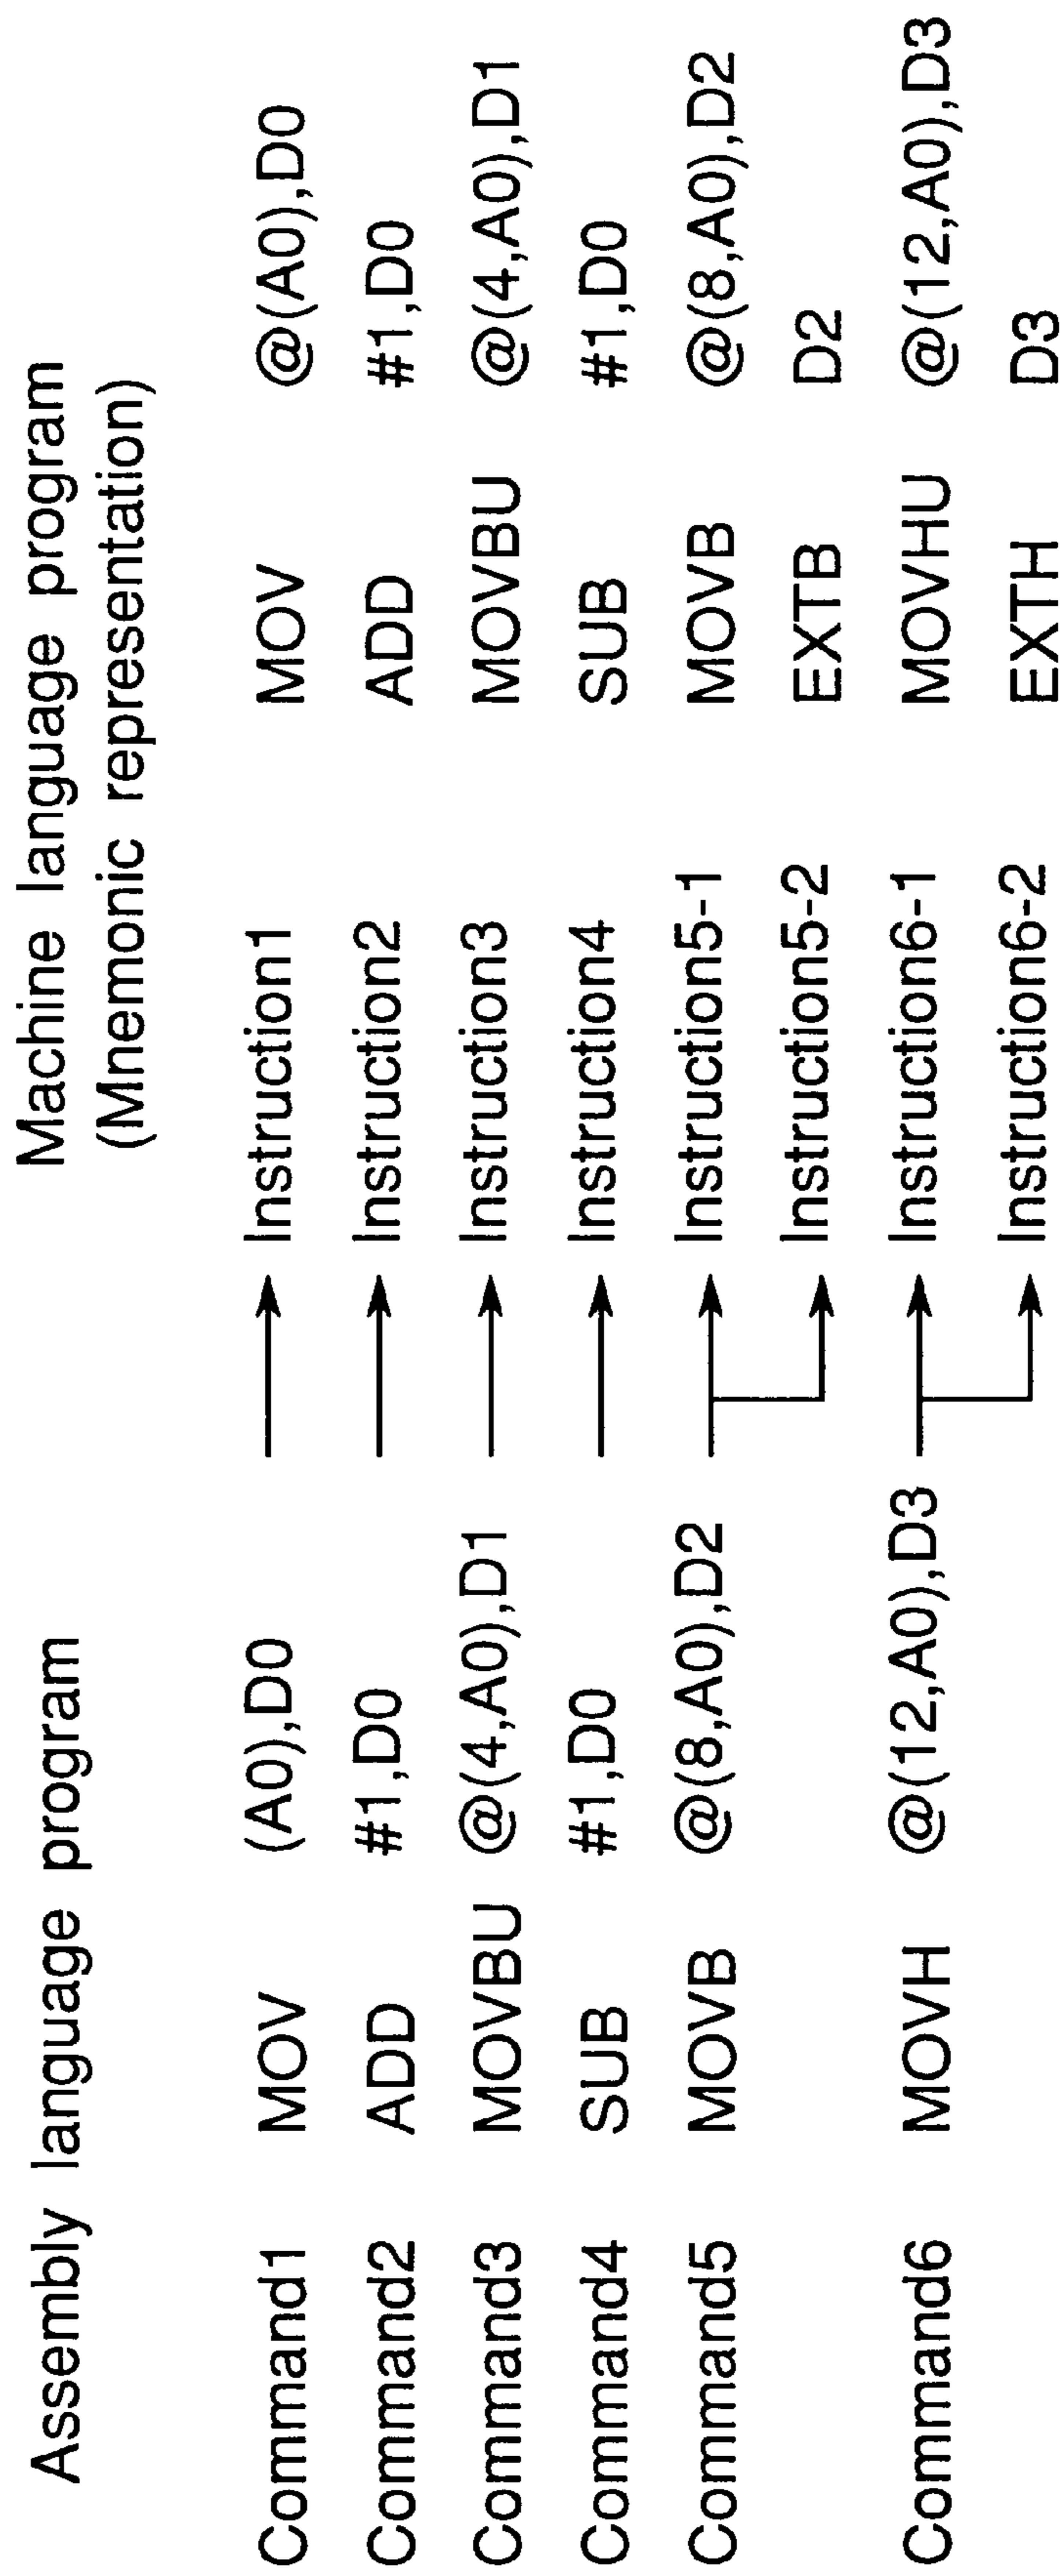 Assembly language program Machine language program
(Mnemonic representation)
Command1 MOV (A0),D0 Instruction1 MOV @(A0),D0
Command2 ADD #1,D0 Instruction2 ADD #1,D0
Command3 MOVBU @(4,A0),D1 Instruction3 MOVBU @(4,A0),D1
Command4 SUB #1,D0 Instruction4 SUB #1,D0
Command5 MOVB @(8,A0),D2 Instruction5-1 MOVB @(8,A0),D2
Instruction5-2 EXTB D2
Command6 MOVH @(12,A0),D3 Instruction6-1 MOVHU @(12,A0),D3
Instruction6-2 EXTH D3